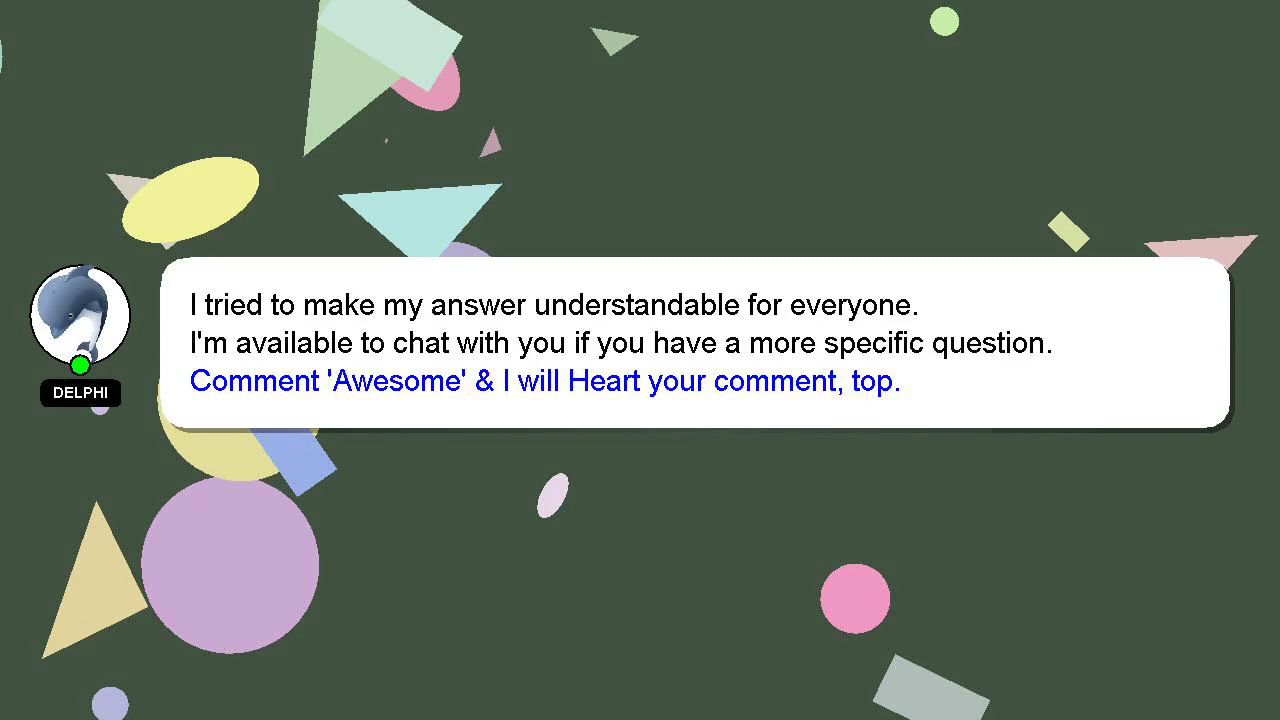 I tried to make my answer understandable for everyone.
I'm available to chat with you if you have a more specific question.
Comment 'Awesome' & I will Heart your comment, top.
DELPHI